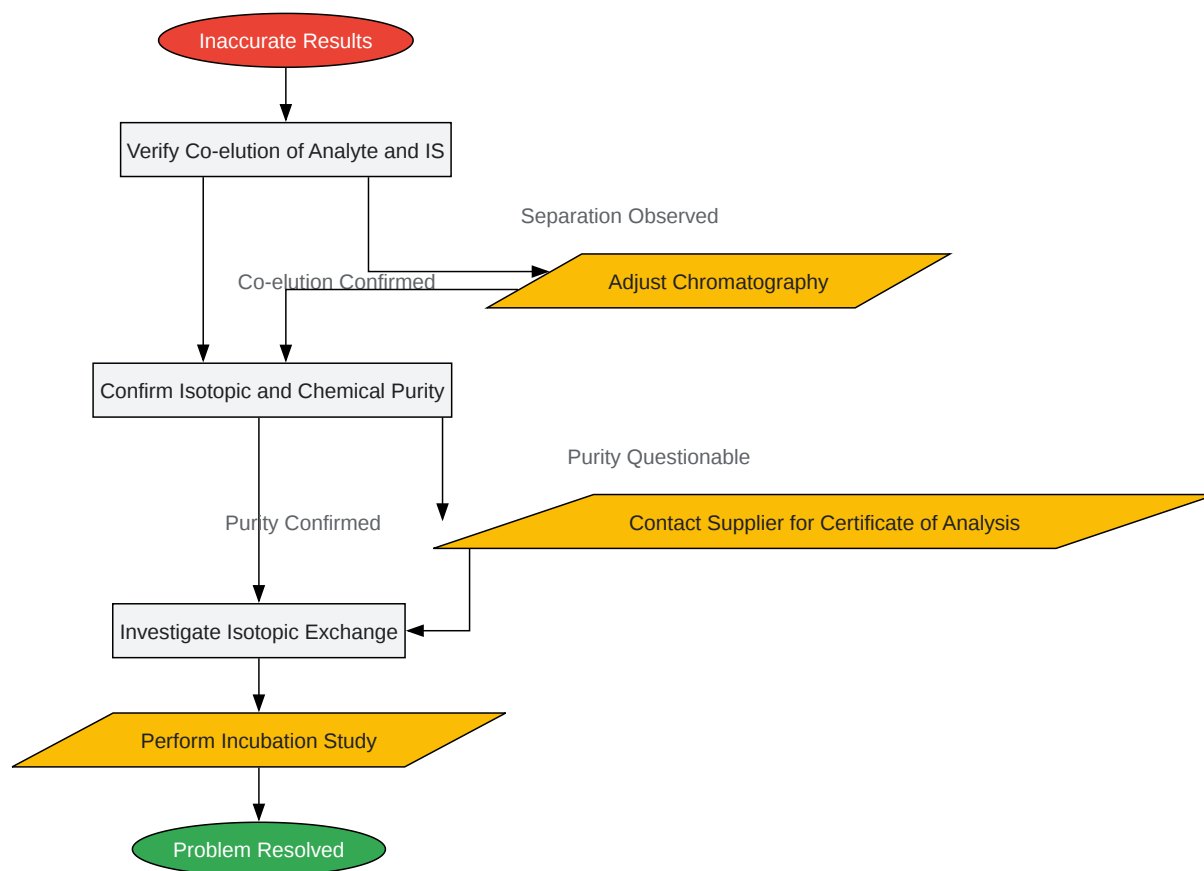 Inaccurate Results
Verify Co-elution of Analyte and IS
Separation Observed
Co-elution Confirmed
Adjust Chromatography
Confirm Isotopic and Chemical Purity
Purity Questionable
Purity Confirmed
Contact Supplier for Certificate of Analysis
Investigate Isotopic Exchange
Perform Incubation Study
Problem Resolved